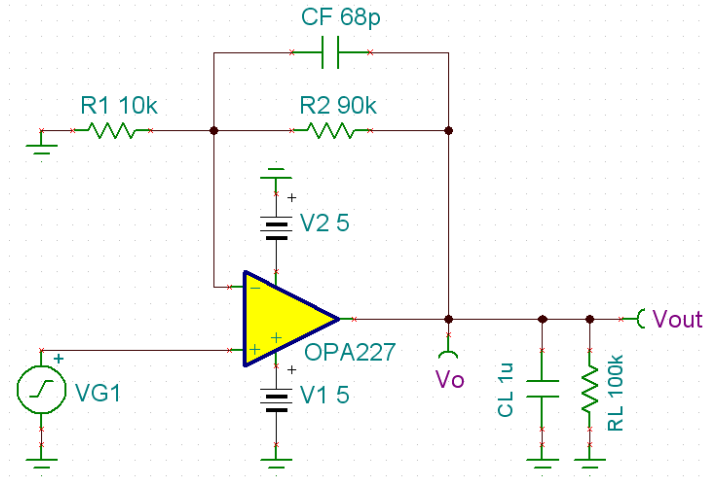 CF 68p
R1 10k
R2 90k
+
V2 5
−
+
+
OPA227
+
VG1
+
V1 5
Vo
Vout
CL 1u
RL 100k